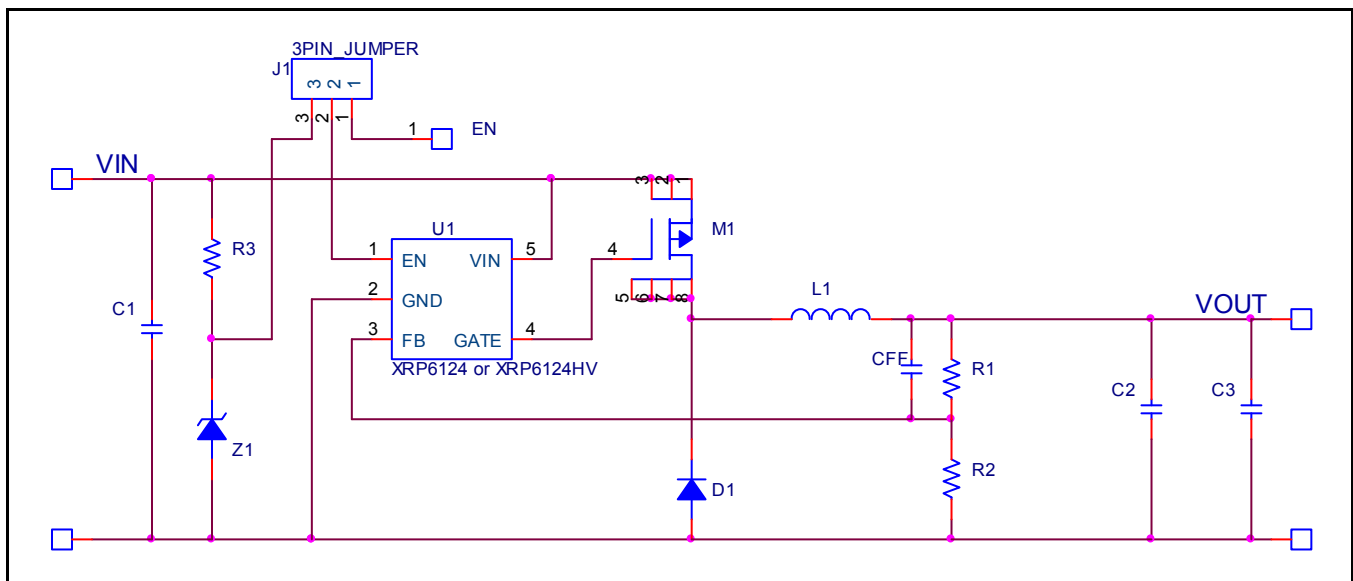 3PIN_JUMPER
J1
3 2 1
3 2 1
1 EN
VIN
3 2 1
R3
U1
M1
1 EN VIN 5
4
2 GND
C1
3 FB GATE 4
5 6 7 8
L1
VOUT
XRP6124 or XRP6124HV
CFF
R1
C2
C3
Z1
R2
D1